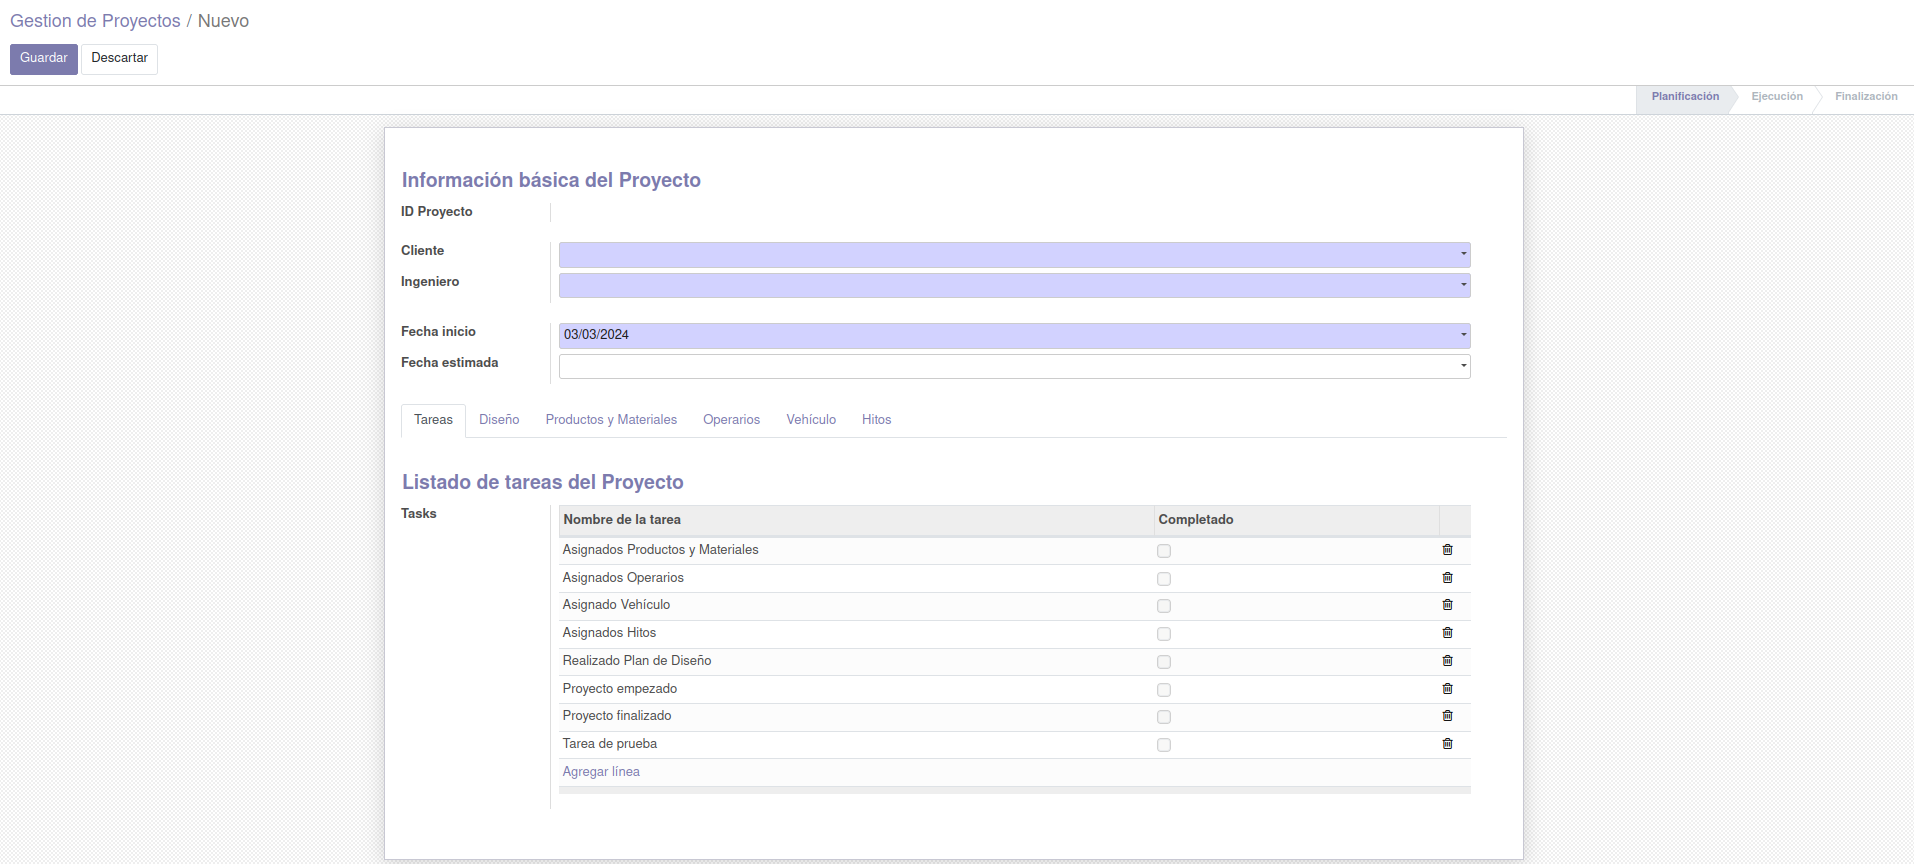 Gestion de Proyectos / Nuevo
Guardar Descartar
Planificación Ejecución Finalización
Información básica del Proyecto
ID Proyecto
Cliente
Ingeniero
Fecha inicio 03/03/2024
Fecha estimada
Tareas Diseño Productos y Materiales Operarios Vehículo Hitos
Listado de tareas del Proyecto
Tasks Nombre de la tarea Completado
Asignados Productos y Materiales
Asignados Operarios
Asignado Vehículo
Asignados Hitos
Realizado Plan de Diseño
Proyecto empezado
Proyecto finalizado
Tarea de prueba
Agregar línea